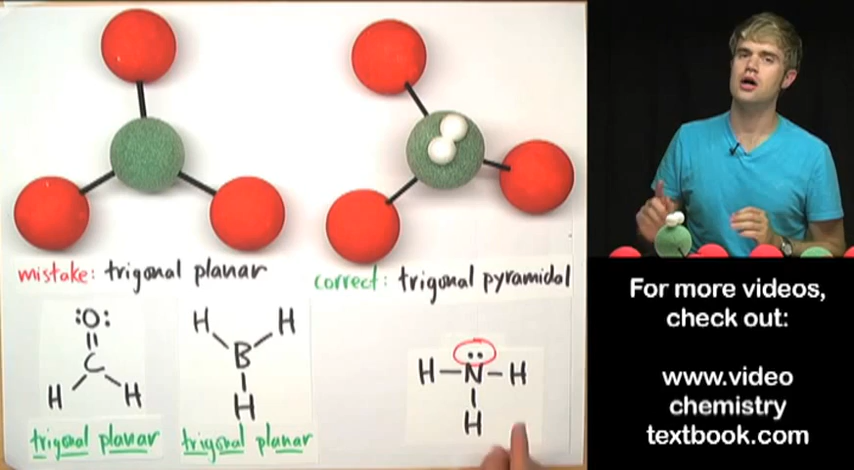 mistake: trigonal planar
correct: trigonal pyramidal
:O:
C
H H
trigonal planar
H H
B
H
trigonal planar
H–N–H
H
For more videos,
check out:
www.video
chemistry
textbook.com